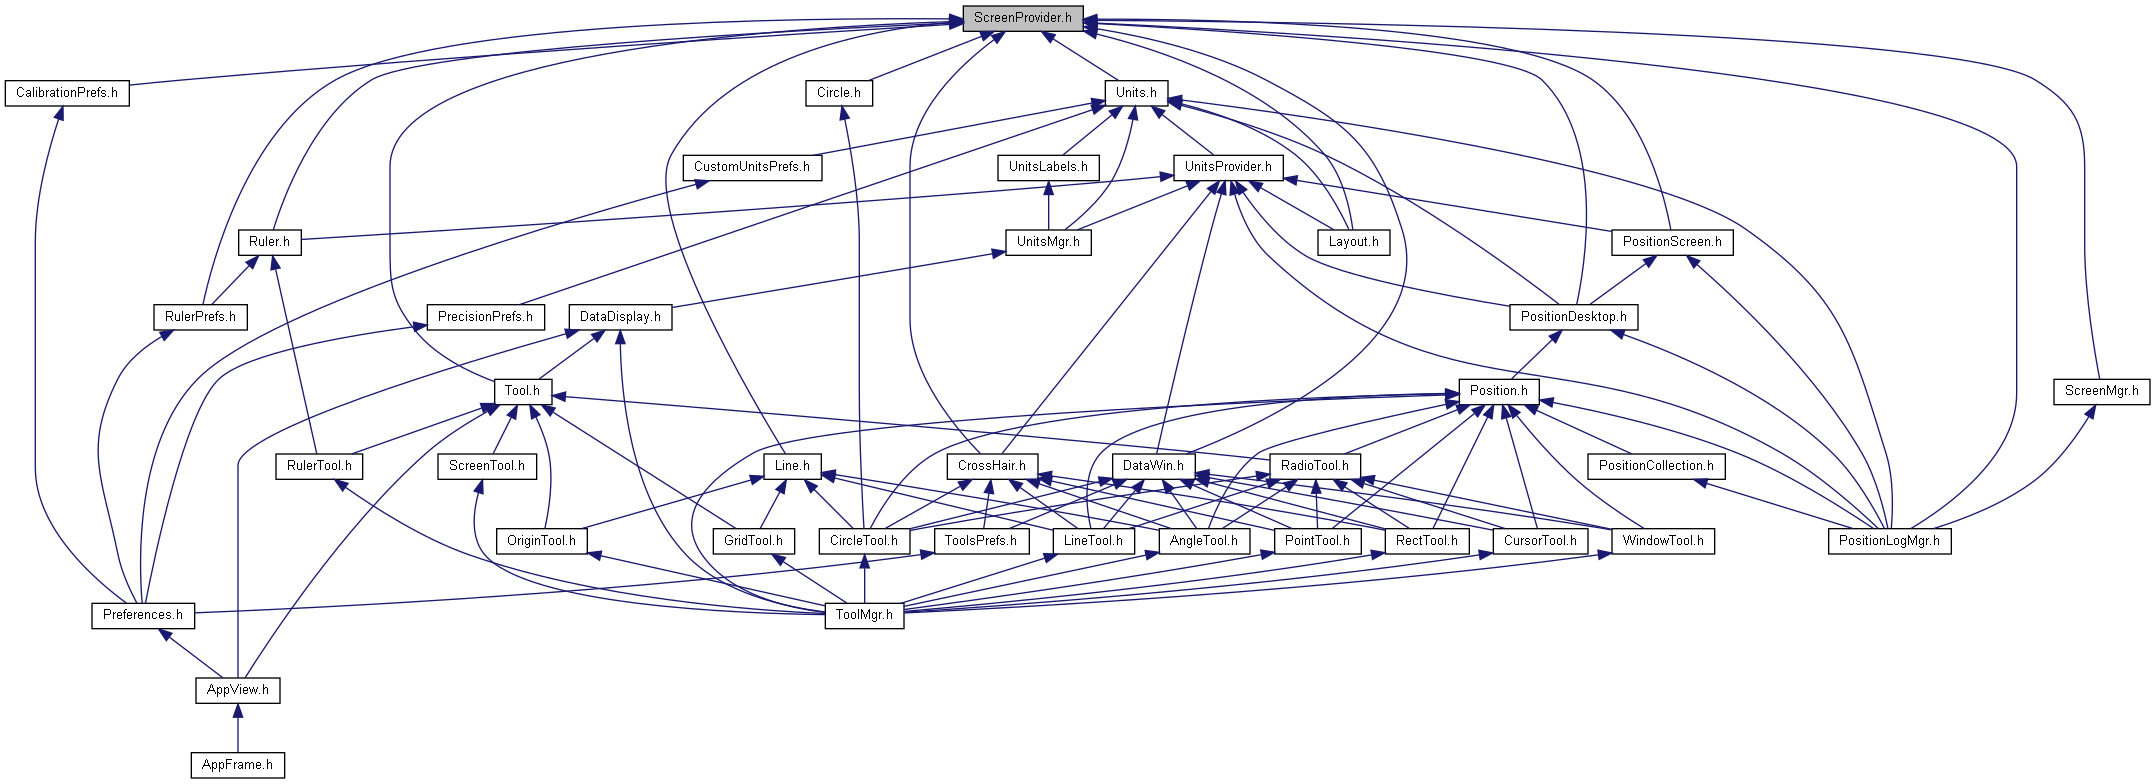 ScreenProvider.h
CalibrationPrefs.h
Circle.h
Units.h
CustomUnitsPrefs.h
UnitsLabels.h
UnitsProvider.h
Ruler.h
UnitsMgr.h
Layout.h
PositionScreen.h
RulerPrefs.h
PrecisionPrefs.h
DataDisplay.h
PositionDesktop.h
Tool.h
Position.h
ScreenMgr.h
RulerTool.h
ScreenTool.h
Line.h
CrossHair.h
DataWin.h
RadioTool.h
PositionCollection.h
OriginTool.h
GridTool.h
CircleTool.h
ToolsPrefs.h
LineTool.h
AngleTool.h
PointTool.h
RectTool.h
CursorTool.h
WindowTool.h
PositionLogMgr.h
Preferences.h
ToolMgr.h
AppView.h
AppFrame.h